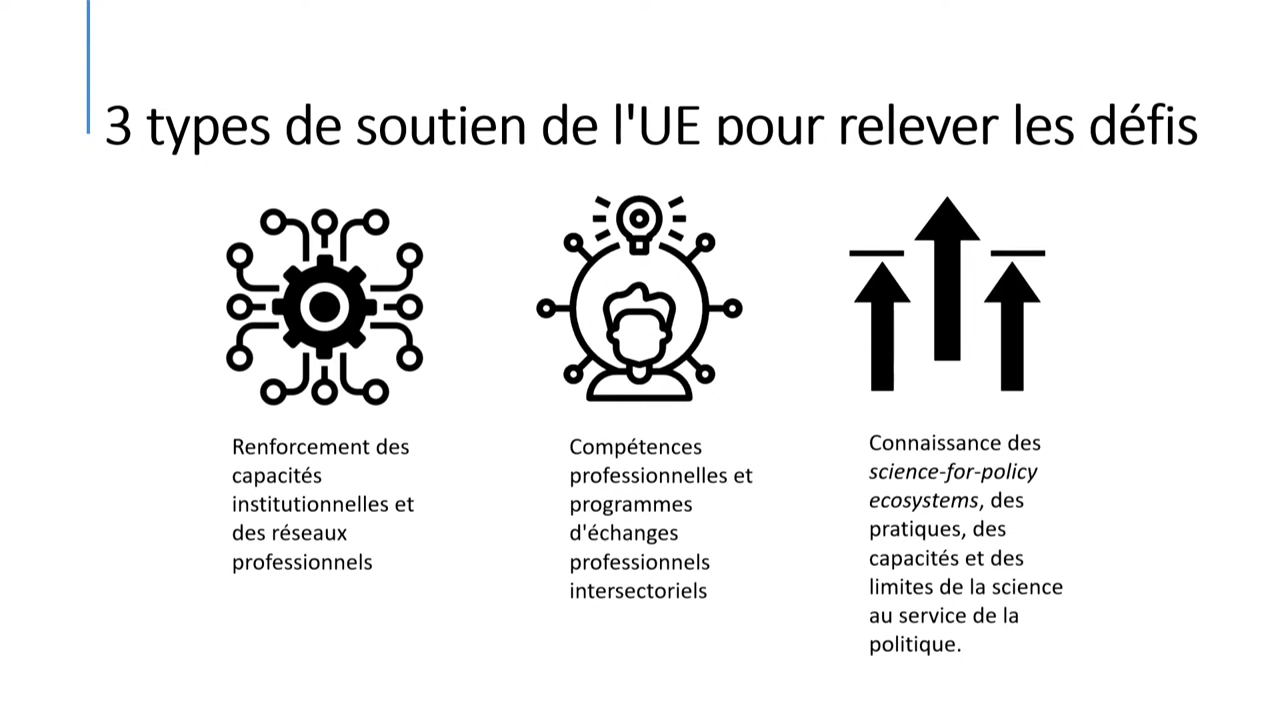 3 types de soutien de l'UE pour relever les défis
Renforcement des
capacités
institutionnelles et
des réseaux
professionnels
Compétences
professionnelles et
programmes
d'échanges
professionnels
intersectoriels
Connaissance des
science-for-policy
ecosystems, des
pratiques, des
capacités et des
limites de la science
au service de la
politique.